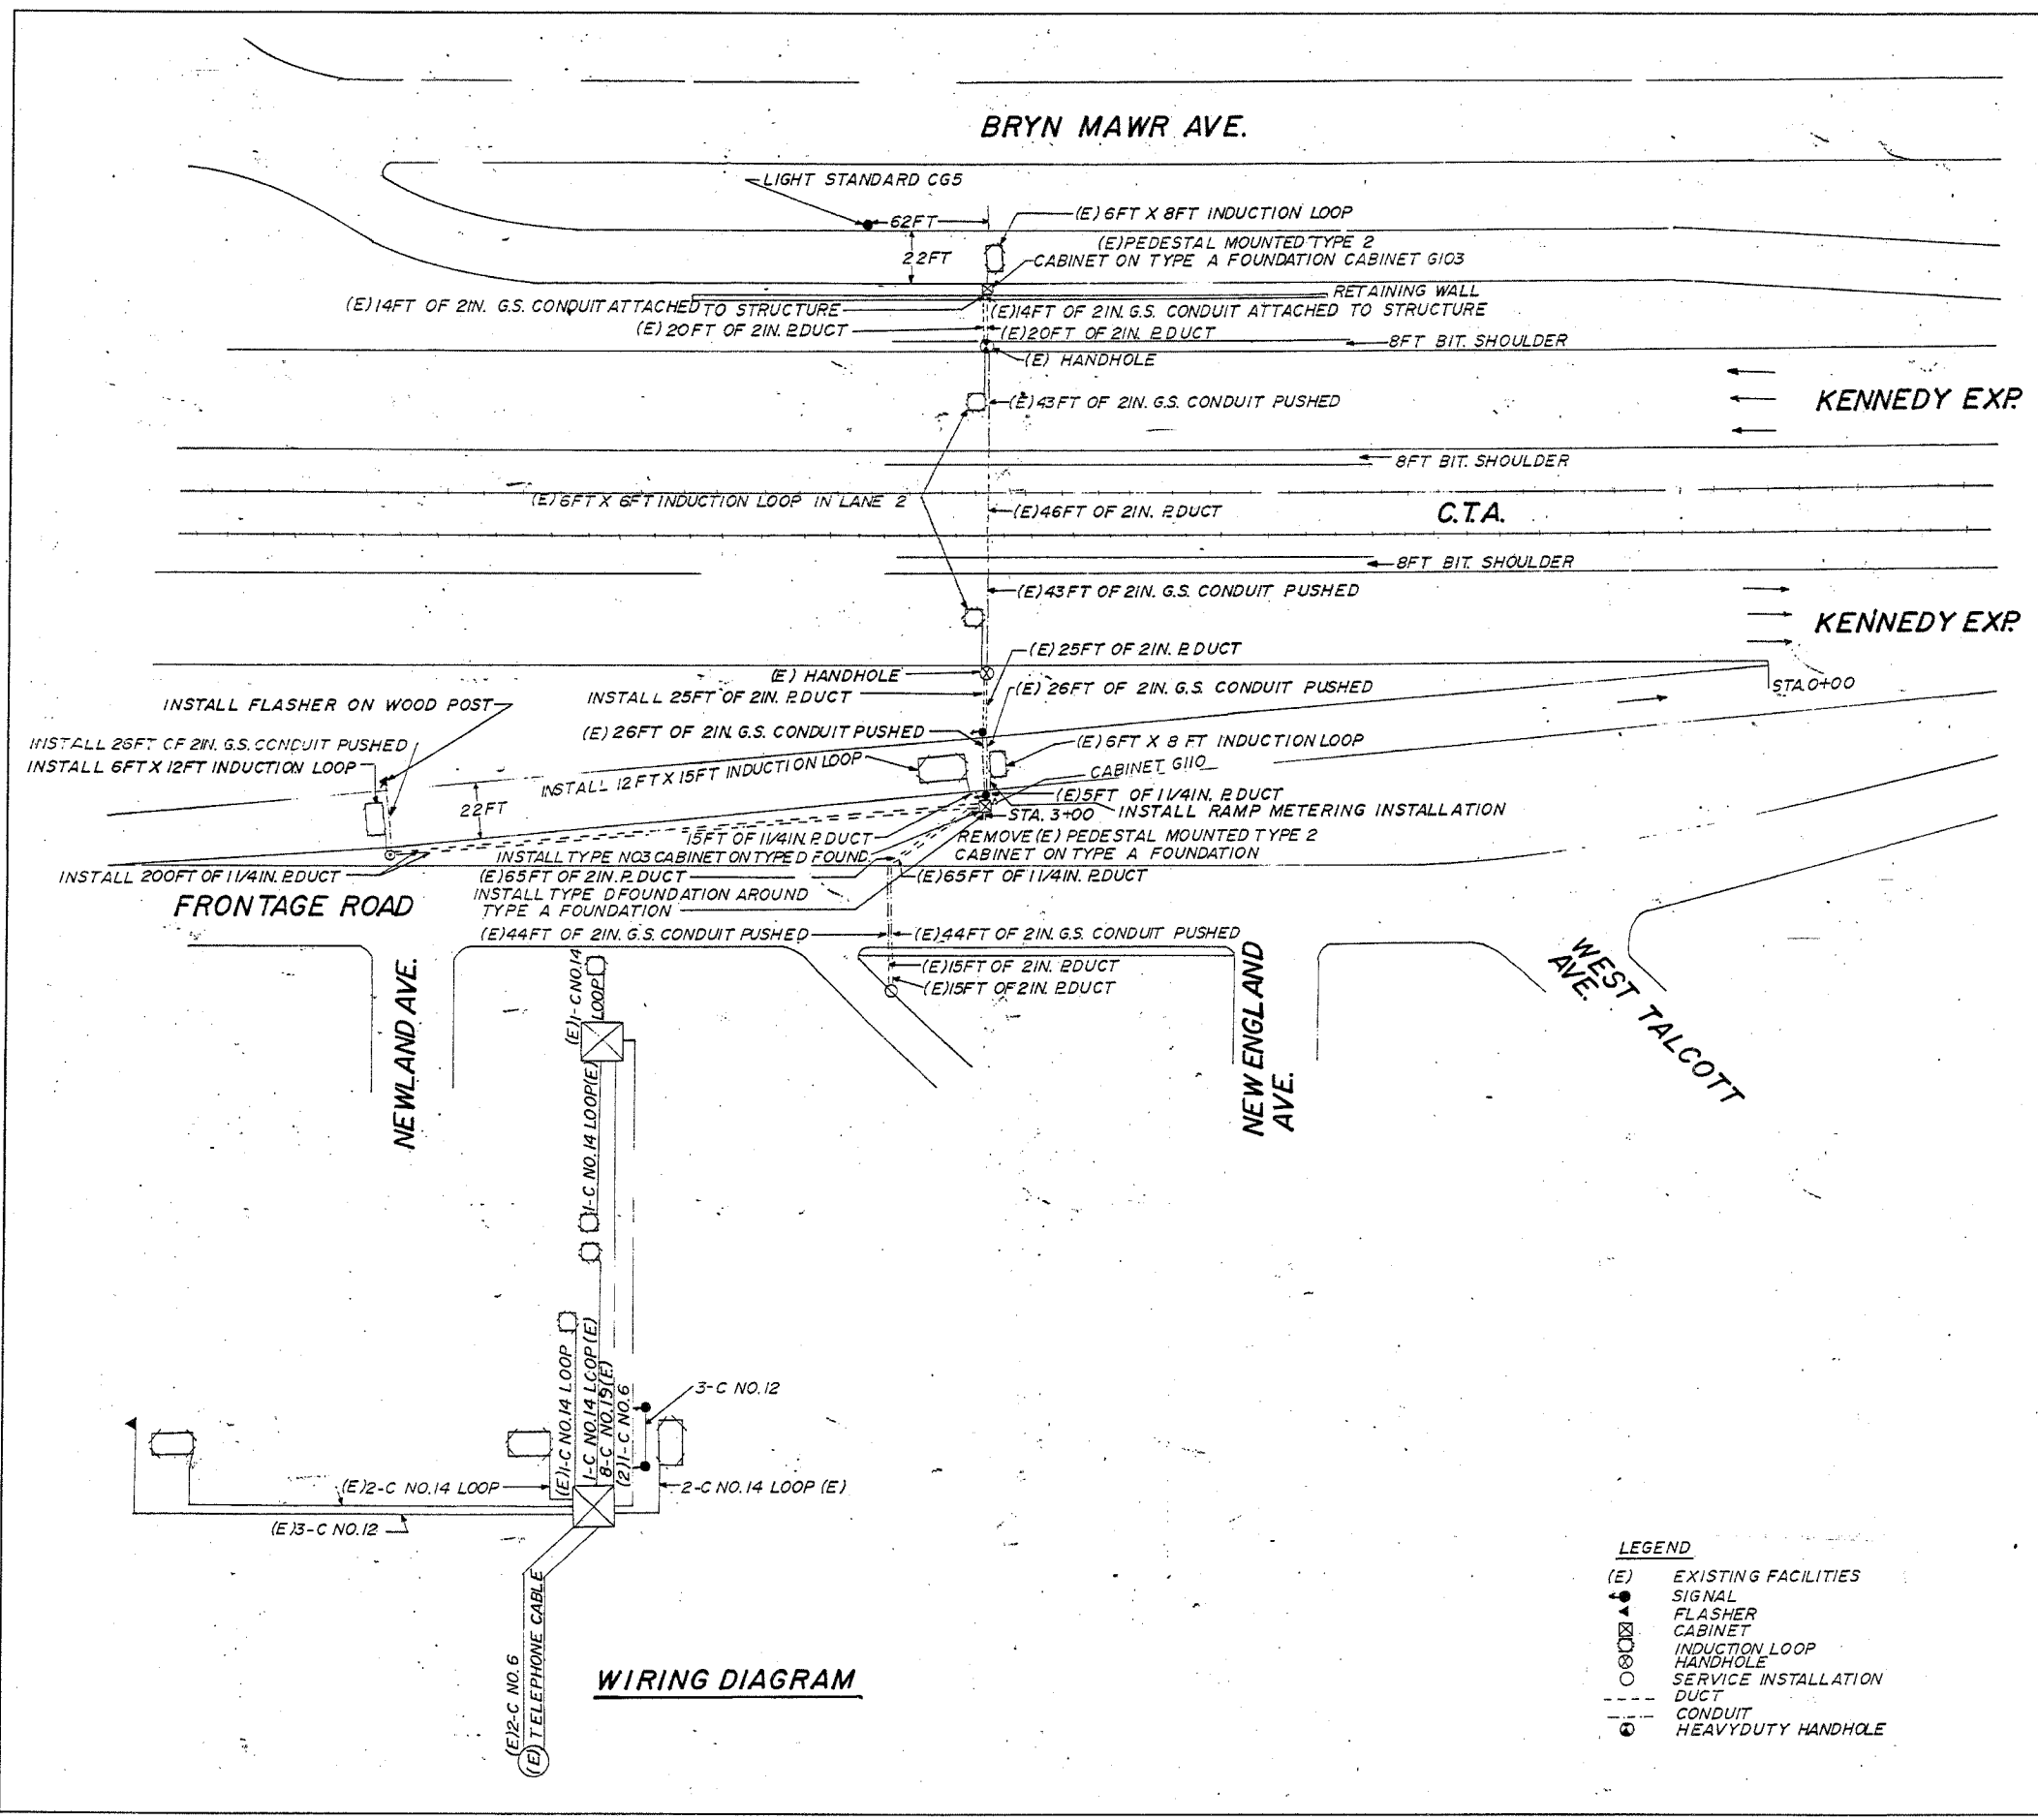 BRYN MAWR AVE.
LIGHT STANDARD CG5
62FT
(E) 6FT X 8FT INDUCTION LOOP
22FT
(E) PEDESTAL MOUNTED TYPE 2
CABINET ON TYPE A FOUNDATION CABINET G103
RETAINING WALL
(E) 14FT OF 2IN. G.S. CONDUIT ATTACHED TO STRUCTURE
(E) 14FT OF 2IN. G.S. CONDUIT ATTACHED TO STRUCTURE
(E) 20FT OF 2IN. P.DUCT
(E) 20FT OF 2IN. P.DUCT
8FT BIT. SHOULDER
(E) HANDHOLE
KENNEDY EXP.
(E) 43FT OF 2IN. G.S. CONDUIT PUSHED
8FT BIT. SHOULDER
(E) 6FT X 6FT INDUCTION LOOP IN LANE 2
(E) 46FT OF 2IN. P.DUCT
C.T.A.
8FT BIT. SHOULDER
(E) 43FT OF 2IN. G.S. CONDUIT PUSHED
KENNEDY EXP.
(E) 25FT OF 2IN. P.DUCT
(E) HANDHOLE
INSTALL 25FT OF 2IN. P.DUCT
(E) 26FT OF 2IN. G.S. CONDUIT PUSHED
STA.0+00
INSTALL FLASHER ON WOOD POST
(E) 26FT OF 2IN. G.S. CONDUIT PUSHED
INSTALL 26FT OF 2IN. G.S. CONDUIT PUSHED
INSTALL 6FT X 12FT INDUCTION LOOP
(E) 6FT X 8 FT INDUCTION LOOP
INSTALL 12FT X 15FT INDUCTION LOOP
CABINET G110
22FT
(E) 5FT OF 1 1/4IN. P.DUCT
STA. 3+00
INSTALL RAMP METERING INSTALLATION
15FT OF 1 1/4IN. P.DUCT
REMOVE (E) PEDESTAL MOUNTED TYPE 2
CABINET ON TYPE A FOUNDATION
INSTALL TYPE NO3 CABINET ON TYPE D FOUND.
INSTALL 200FT OF 1 1/4IN. P.DUCT
(E) 65FT OF 2IN. P.DUCT
(E) 65FT OF 1 1/4IN. P.DUCT
INSTALL TYPE D FOUNDATION AROUND
TYPE A FOUNDATION
FRONTAGE ROAD
(E) 44FT OF 2IN. G.S. CONDUIT PUSHED
(E) 44FT OF 2IN. G.S. CONDUIT PUSHED
(E) 15FT OF 2IN. P.DUCT
(E) 15FT OF 2IN. P.DUCT
NEWLAND AVE.
NEW ENGLAND
AVE.
WEST TALCOTT
AVE.
(E) 1-C NO.14
LOOP
1-C NO.14 LOOP (E)
(E) 1-C NO.14 LOOP
1-C NO.14 LOOP (E)
8-C NO.19 (E)
(2) 1-C NO.6
3-C NO.12
(E) 2-C NO.14 LOOP
2-C NO.14 LOOP (E)
(E) 3-C NO.12
(E) 2-C NO.6
(E) TELEPHONE CABLE
WIRING DIAGRAM
LEGEND
(E) EXISTING FACILITIES
SIGNAL
FLASHER
CABINET
INDUCTION LOOP
HANDHOLE
SERVICE INSTALLATION
DUCT
CONDUIT
HEAVYDUTY HANDHOLE